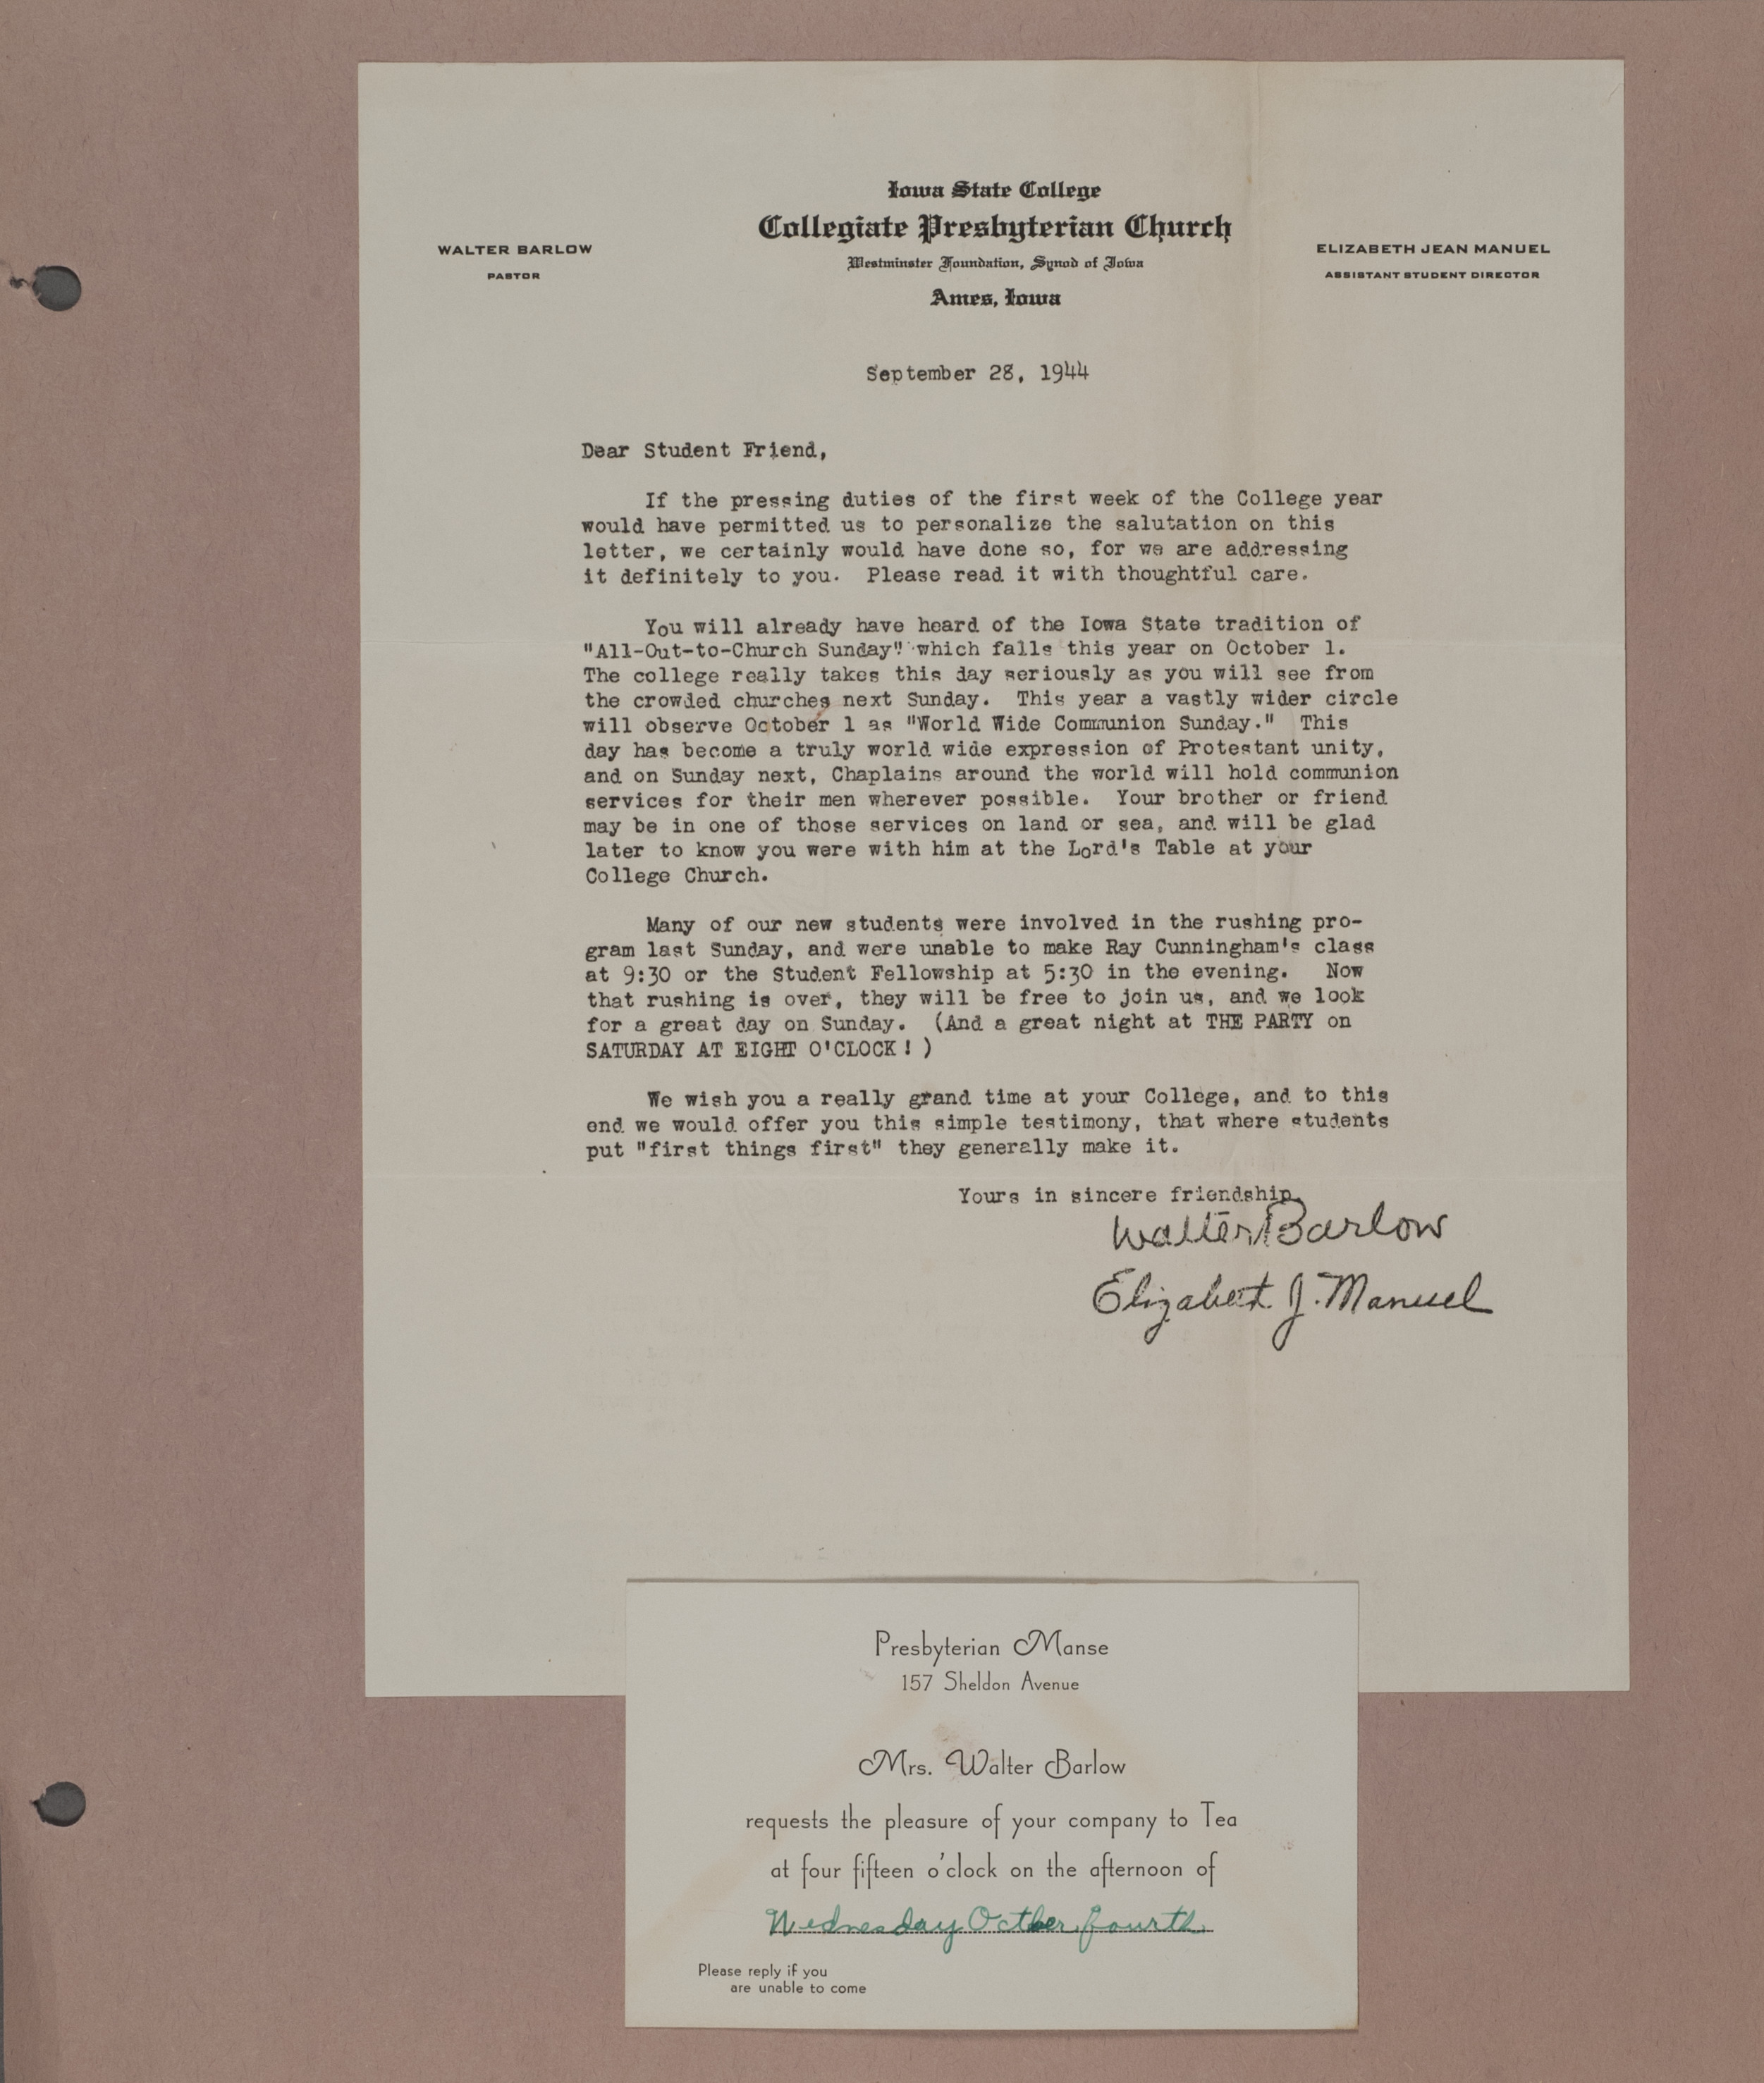 Iowa State College
Collegiate Presbyterian Church
Westminster Foundation, Synod of Iowa
Ames, Iowa
WALTER BARLOW
PASTOR
ELIZABETH JEAN MANUEL
ASSISTANT STUDENT DIRECTOR
September 28, 1944
Dear Student Friend,
If the pressing duties of the first week of the College year
would have permitted us to personalize the salutation on this
letter, we certainly would have done so, for we are addressing
it definitely to you. Please read it with thoughtful care.
You will already have heard of the Iowa State tradition of
"All-Out-to-Church Sunday" which falls this year on October 1.
The college really takes this day seriously as you will see from
the crowded churches next Sunday. This year a vastly wider circle
will observe October 1 as "World Wide Communion Sunday." This
day has become a truly world wide expression of Protestant unity,
and on Sunday next, Chaplains around the world will hold communion
services for their men wherever possible. Your brother or friend
may be in one of those services on land or sea, and will be glad
later to know you were with him at the Lord's Table at your
College Church.
Many of our new students were involved in the rushing pro-
gram last Sunday, and were unable to make Ray Cunningham's class
at 9:30 or the Student Fellowship at 5:30 in the evening. Now
that rushing is over, they will be free to join us, and we look
for a great day on Sunday. (And a great night at THE PARTY on
SATURDAY AT EIGHT O'CLOCK! )
We wish you a really grand time at your College, and to this
end we would offer you this simple testimony, that where students
put "first things first" they generally make it.
Yours in sincere friendship,
Walter Barlow
Elizabeth J. Manuel
Presbyterian Manse
157 Sheldon Avenue
Mrs. Walter Barlow
requests the pleasure of your company to Tea
at four fifteen o'clock on the afternoon of
Wednesday October fourth
Please reply if you
are unable to come